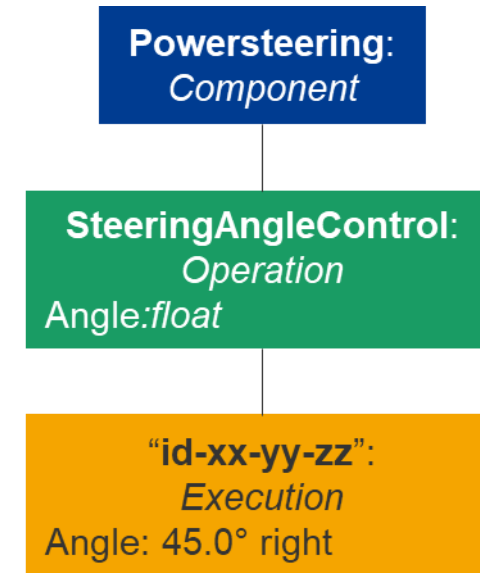 Powersteering:
Component
SteeringAngleControl:
Operation
Angle:float
“id-xx-yy-zz”:
Execution
Angle: 45.0° right